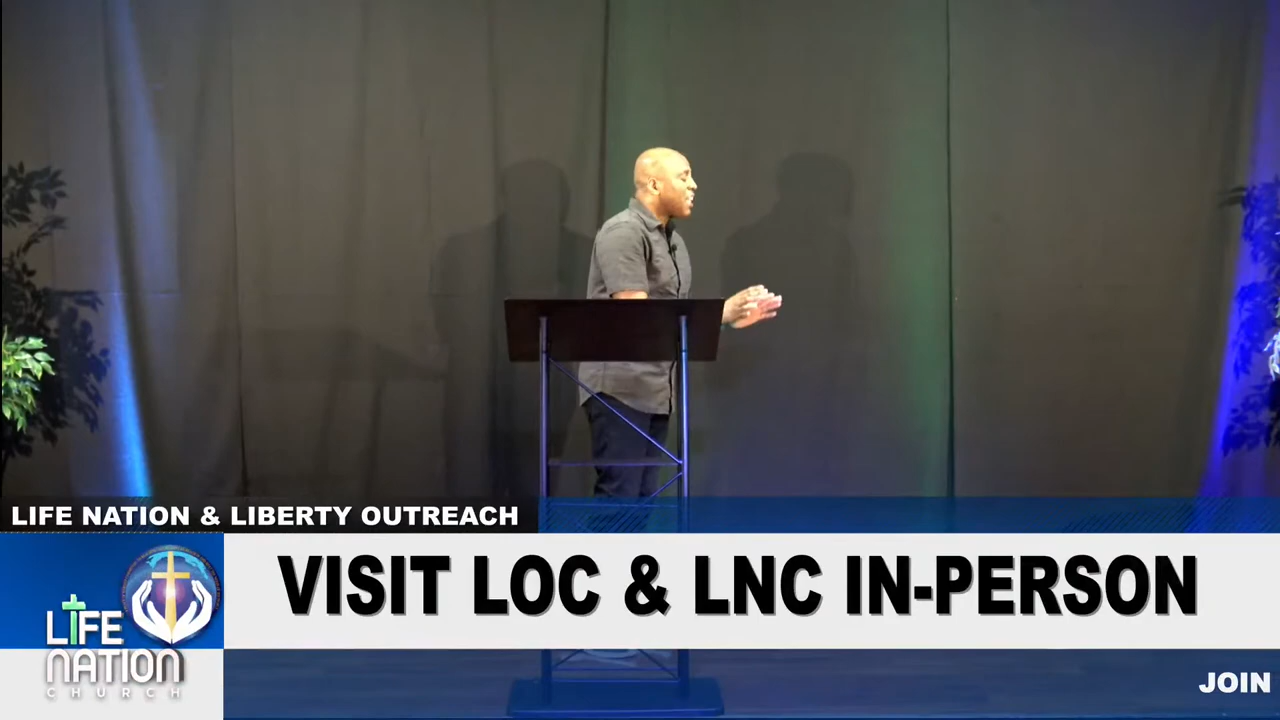 LIFE NATION & LIBERTY OUTREACH
VISIT LOC & LNC IN-PERSON
LIFE
NATION
CHURCH
JOIN